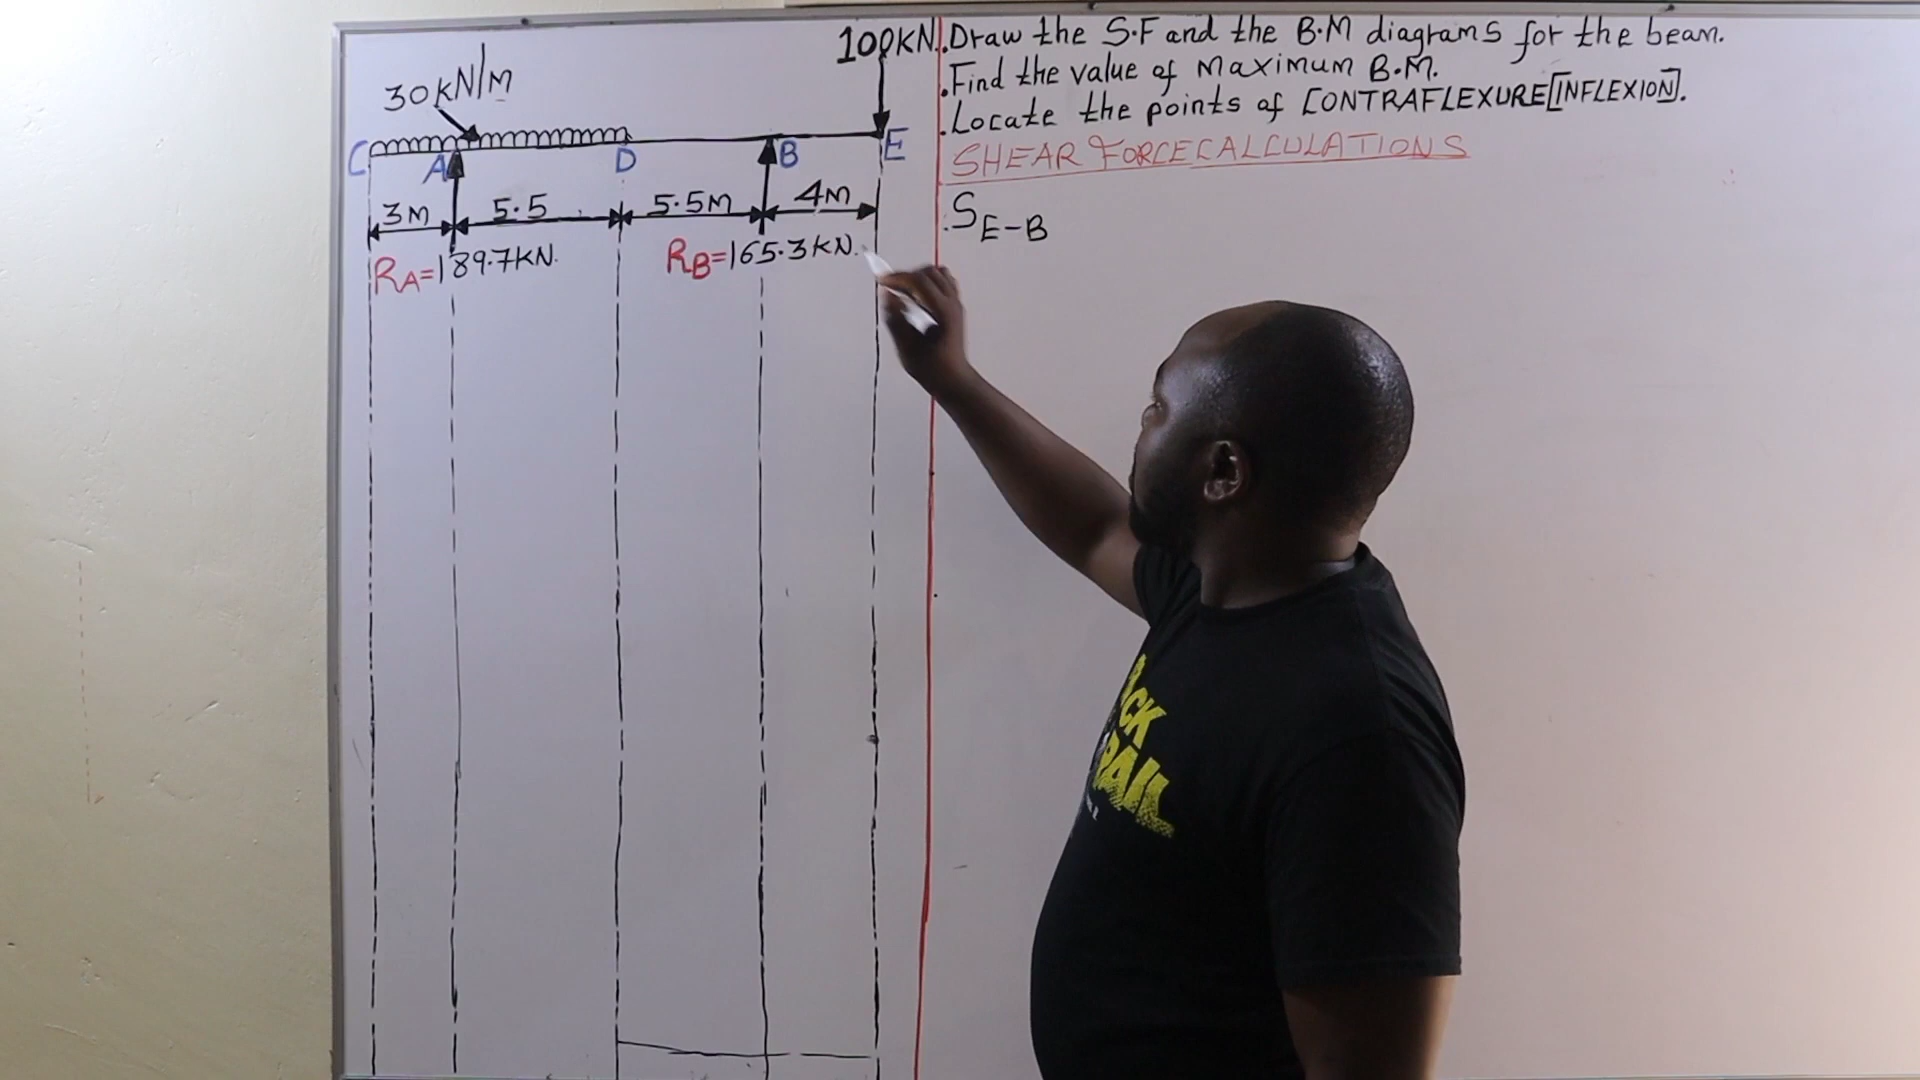 100KN
30KN/M
C A D B E
3M 5.5 5.5M 4M
RA=189.7KN. RB=165.3KN.
.Draw the S.F and the B.M diagrams for the beam.
.Find the value of Maximum B.M.
.Locate the points of CONTRAFLEXURE[INFLEXION].
SHEAR FORCE CALCULATIONS
SE-B